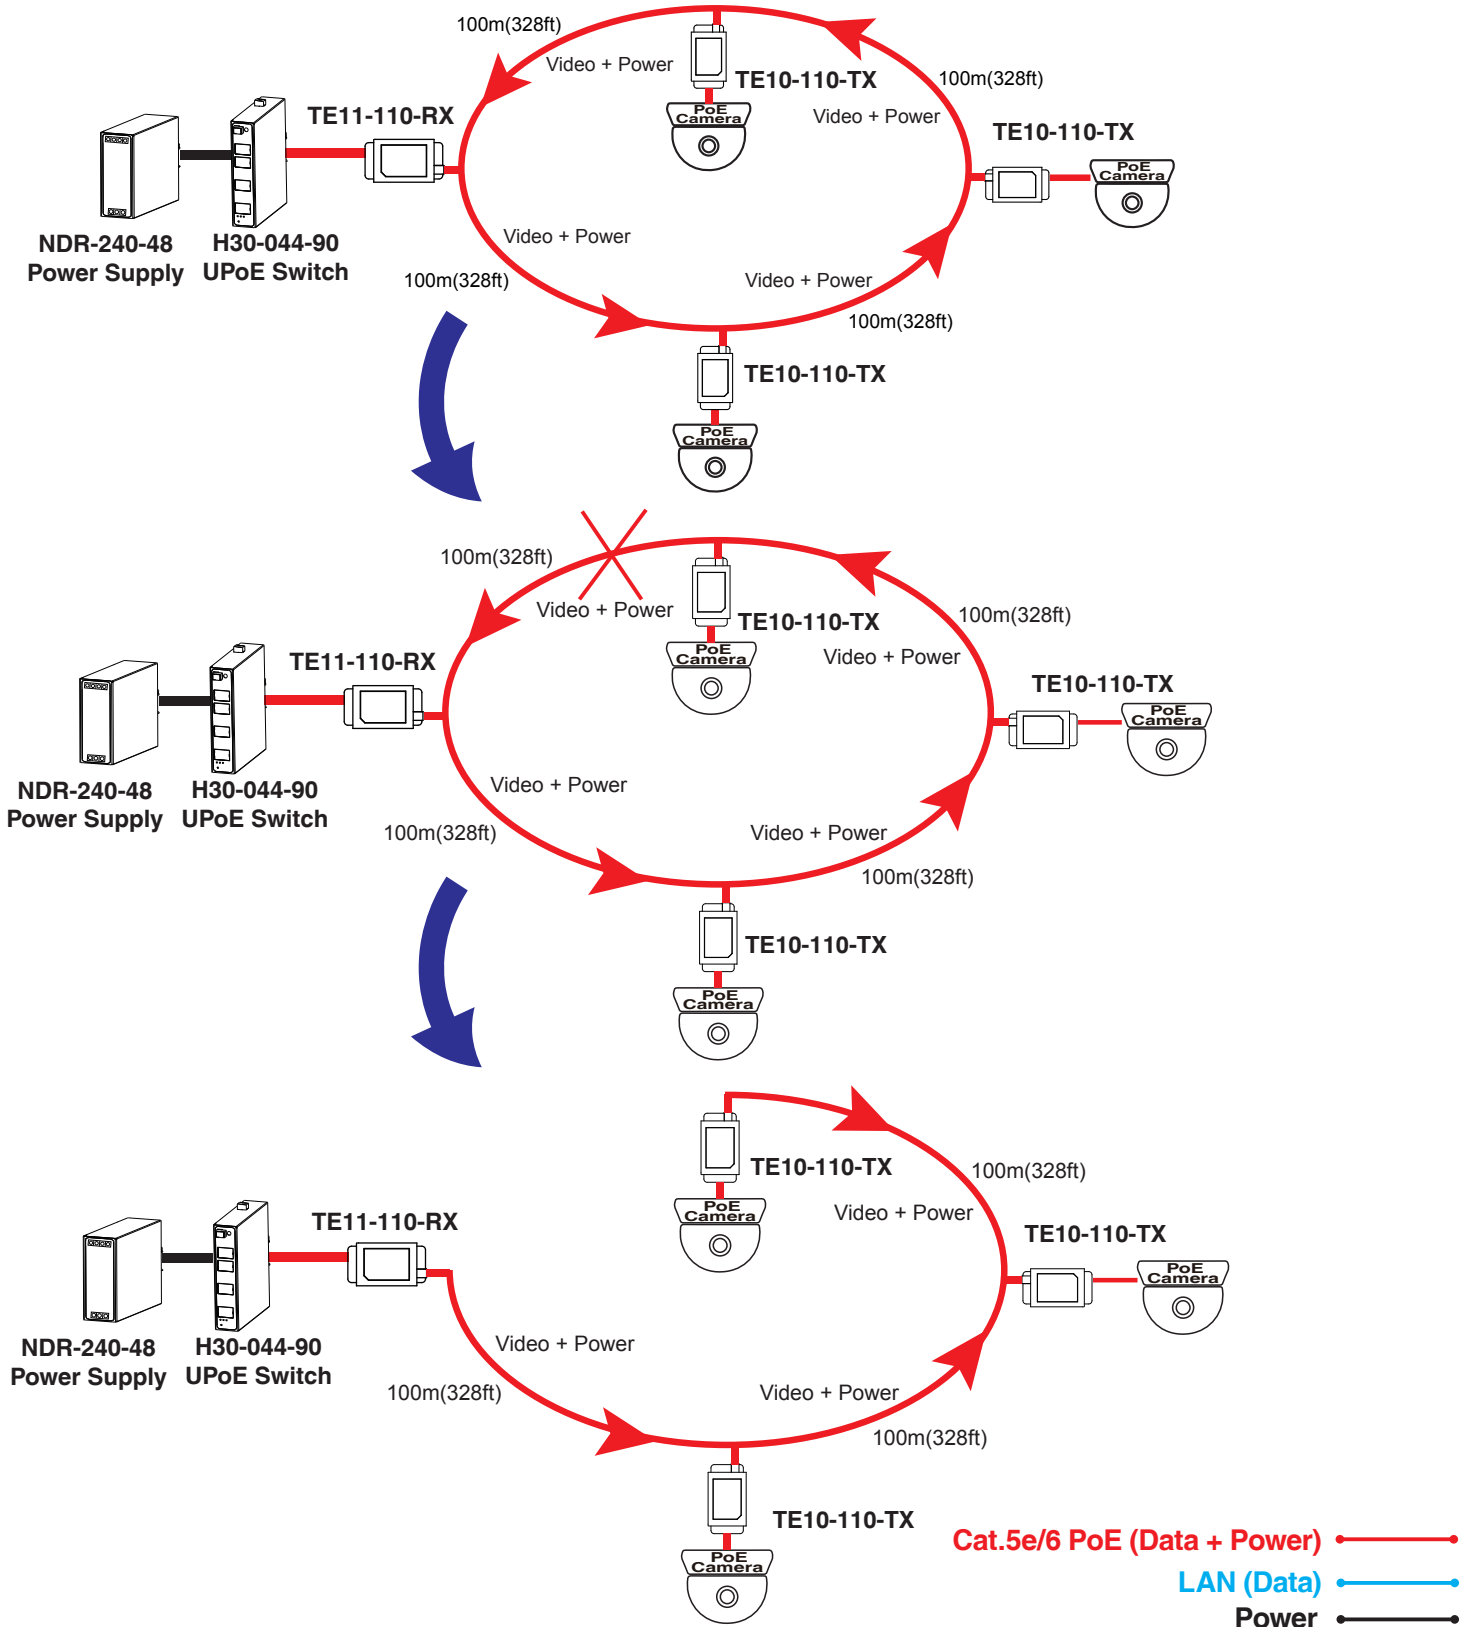 100m(328ft)
Video + Power
TE10-110-TX
PoE
Camera
100m(328ft)
Video + Power
TE11-110-RX
TE10-110-TX
PoE
Camera
NDR-240-48
Power Supply
H30-044-90
UPoE Switch
Video + Power
100m(328ft)
Video + Power
100m(328ft)
TE10-110-TX
PoE
Camera
100m(328ft)
Video + Power
TE10-110-TX
PoE
Camera
100m(328ft)
Video + Power
TE11-110-RX
TE10-110-TX
PoE
Camera
NDR-240-48
Power Supply
H30-044-90
UPoE Switch
Video + Power
100m(328ft)
Video + Power
100m(328ft)
TE10-110-TX
PoE
Camera
TE10-110-TX
PoE
Camera
100m(328ft)
Video + Power
TE11-110-RX
TE10-110-TX
PoE
Camera
NDR-240-48
Power Supply
H30-044-90
UPoE Switch
Video + Power
100m(328ft)
Video + Power
100m(328ft)
TE10-110-TX
PoE
Camera
Cat.5e/6 PoE (Data + Power)
LAN (Data)
Power